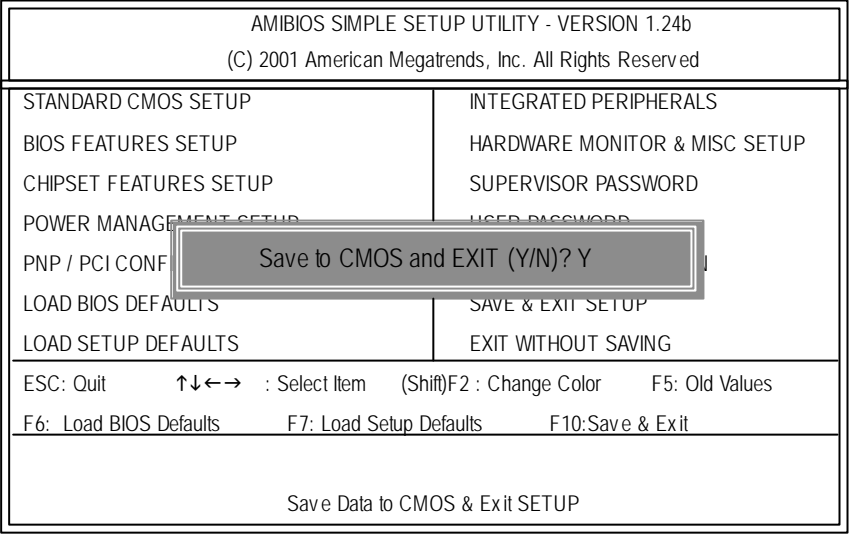 AMIBIOS SIMPLE SETUP UTILITY - VERSION 1.24b
(C) 2001 American Megatrends, Inc. All Rights Reserved
STANDARD CMOS SETUP
BIOS FEATURES SETUP
CHIPSET FEATURES SETUP
POWER MANAGEMENT SETUP
PNP / PCI
LOAD BIOS DEFAULTS
LOAD SETUP DEFAULTS
INTEGRATED PERIPHERALS
HARDWARE MONITOR & MISC SETUP
SUPERVISOR PASSWORD
USER PASSWORD
SAVE & EXIT SETUP
EXIT WITHOUT SAVING
Save to CMOS and EXIT (Y/N)? Y
ESC: Quit ↑↓←→ : Select Item (Shift)F2 : Change Color F5: Old Values
F6: Load BIOS Defaults F7: Load Setup Defaults F10:Save & Exit
Save Data to CMOS & Exit SETUP